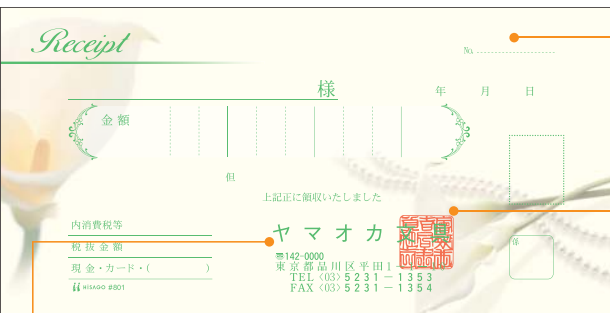 Receipt
No.
様
年 月 日
金額
但
上記正に領収いたしました
内消費税等
税抜金額
現金・カード・( )
HISAGO #801
ヤマオカ文具
〒142-0000
東京都品川区平田1
TEL〈03〉5231－1353
FAX〈03〉5231－1354
係